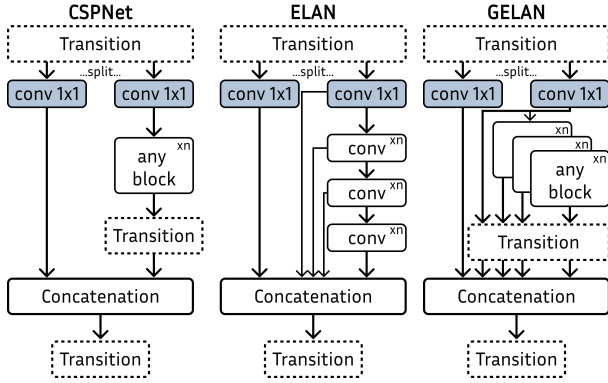 CSPNet
Transition
...split...
conv 1x1
conv 1x1
any
block
xn
Transition
Concatenation
Transition
ELAN
Transition
...split...
conv 1x1
conv 1x1
conv xn
conv xn
conv xn
Concatenation
Transition
GELAN
Transition
...split...
conv 1x1
conv 1x1
xn
xn
xn
any
block
Transition
Concatenation
Transition